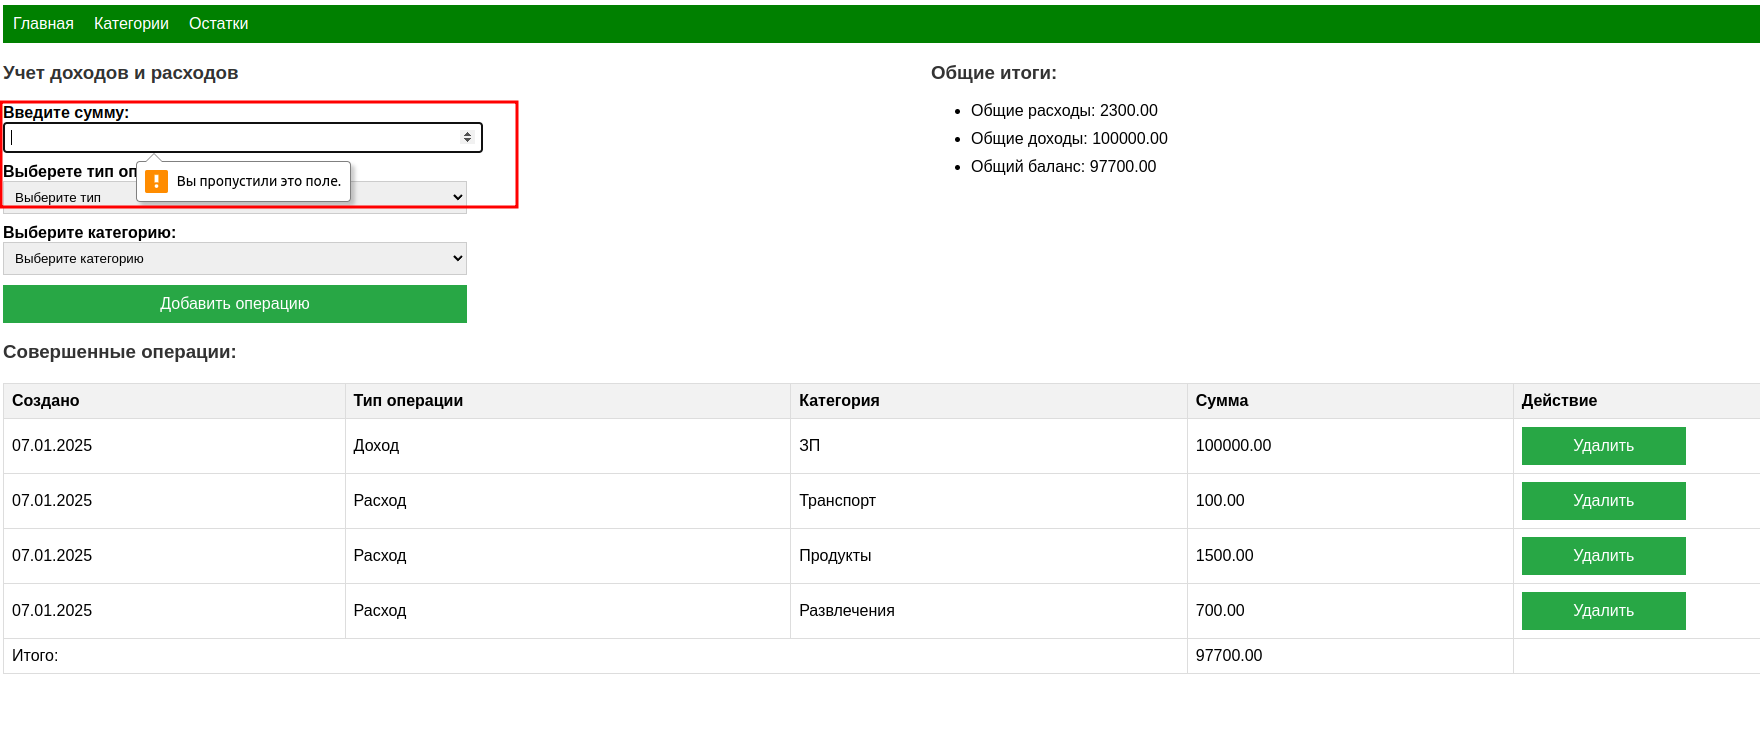 Главная Категории Остатки
Учет доходов и расходов
Введите сумму:
Выберете тип оп
Вы пропустили это поле.
Выберите тип
Выберите категорию:
Выберите категорию
Добавить операцию
Общие итоги:
Общие расходы: 2300.00
Общие доходы: 100000.00
Общий баланс: 97700.00
Совершенные операции:
Создано Тип операции Категория Сумма Действие
07.01.2025 Доход ЗП 100000.00 Удалить
07.01.2025 Расход Транспорт 100.00 Удалить
07.01.2025 Расход Продукты 1500.00 Удалить
07.01.2025 Расход Развлечения 700.00 Удалить
Итого: 97700.00